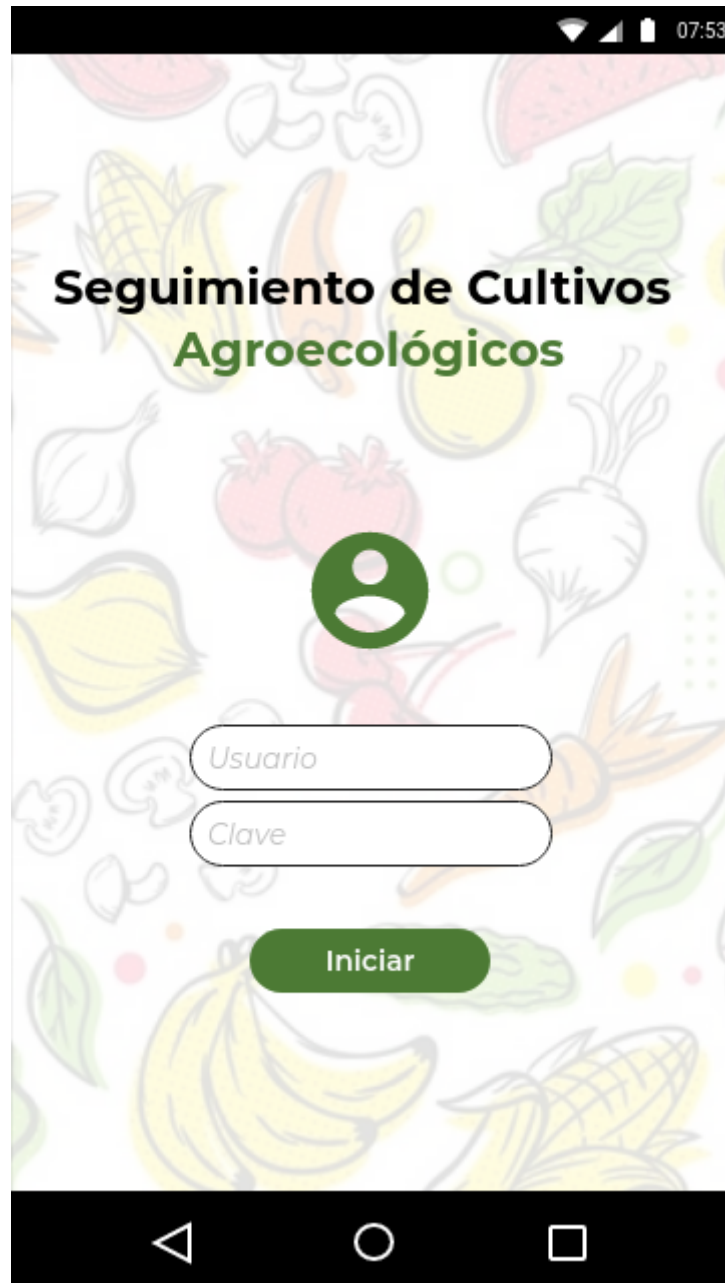 07:53
Seguimiento de Cultivos
Agroecológicos
Usuario
Clave
Iniciar